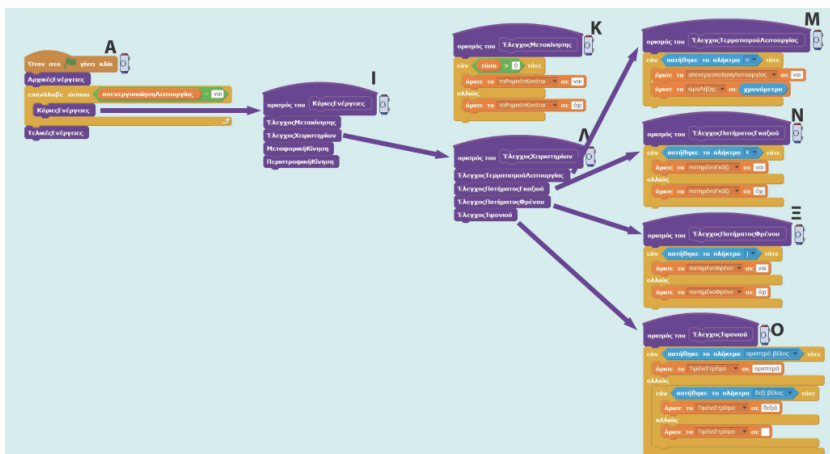 Α
Όταν στο γίνει κλικ
ΑρχικέςΕνέργειες
επανάλαβε ώσπου απενεργοποίησηΛειτουργίας = ναι
ΚύριεςΕνέργειες
ΤελικέςΕνέργειες
Ι
ορισμός του ΚύριεςΕνέργειες
ΈλεγχοςΜετακίνησης
ΈλεγχοςΧειριστηρίων
ΜεταφορικήΚίνηση
ΠεριστροφικήΚίνηση
Κ
ορισμός του ΈλεγχοςΜετακίνησης
εάν > 0 τότε
όρισε το τοΡομπότΚινείται σε ναι
αλλιώς
όρισε το τοΡομπότΚινείται σε όχι
Λ
ορισμός του ΈλεγχοςΧειριστηρίων
ΈλεγχοςΤερματισμούΛειτουργίας
ΈλεγχοςΠατήματοςΓκαζιού
ΈλεγχοςΠατήματοςΦρένου
ΈλεγχοςΤιμονιού
Μ
ορισμός του ΈλεγχοςΤερματισμούΛειτουργίας
εάν πατήθηκε το πλήκτρο τότε
όρισε το απενεργοποίησηΛειτουργίας σε ναι
όρισε το ώραΛήξης σε χρονόμετρο
Ν
ορισμός του ΈλεγχοςΠατήματοςΓκαζιού
εάν πατήθηκε το πλήκτρο τότε
όρισε το πατημένοΓκάζι σε ναι
αλλιώς
όρισε το πατημένοΓκάζι σε όχι
Ξ
ορισμός του ΈλεγχοςΠατήματοςΦρένου
εάν πατήθηκε το πλήκτρο j τότε
όρισε το πατημένοΦρένο σε ναι
αλλιώς
όρισε το πατημένοΦρένο σε όχι
Ο
ορισμός του ΈλεγχοςΤιμονιού
εάν πατήθηκε το πλήκτρο αριστερό βέλος τότε
όρισε το ΤιμόνιΣτρέφει σε αριστερά
αλλιώς
εάν πατήθηκε το πλήκτρο δεξί βέλος τότε
όρισε το ΤιμόνιΣτρέφει σε δεξιά
αλλιώς
όρισε το ΤιμόνιΣτρέφει σε